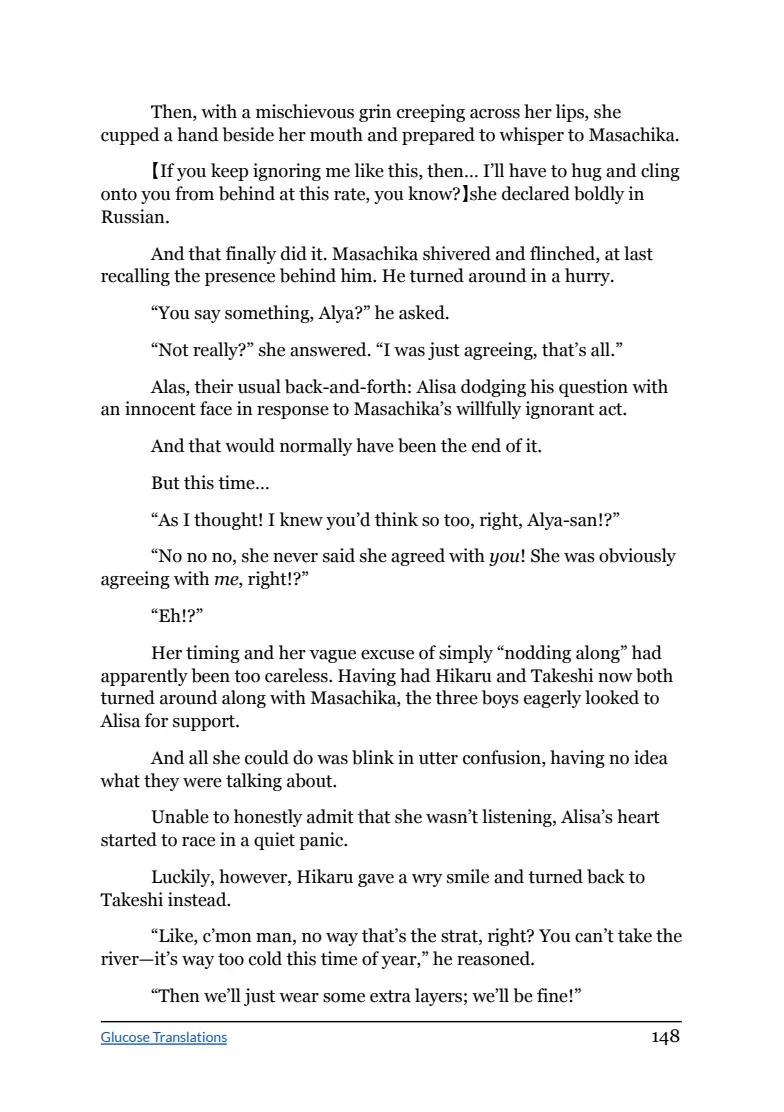 Then, with a mischievous grin creeping across her lips, she
cupped a hand beside her mouth and prepared to whisper to Masachika.
【If you keep ignoring me like this, then… I’ll have to hug and cling
onto you from behind at this rate, you know?】she declared boldly in
Russian.
And that finally did it. Masachika shivered and flinched, at last
recalling the presence behind him. He turned around in a hurry.
“You say something, Alya?” he asked.
“Not really?” she answered. “I was just agreeing, that’s all.”
Alas, their usual back-and-forth: Alisa dodging his question with
an innocent face in response to Masachika’s willfully ignorant act.
And that would normally have been the end of it.
But this time…
“As I thought! I knew you’d think so too, right, Alya-san!?”
“No no no, she never said she agreed with you! She was obviously
agreeing with me, right!?”
“Eh!?”
Her timing and her vague excuse of simply “nodding along” had
apparently been too careless. Having had Hikaru and Takeshi now both
turned around along with Masachika, the three boys eagerly looked to
Alisa for support.
And all she could do was blink in utter confusion, having no idea
what they were talking about.
Unable to honestly admit that she wasn’t listening, Alisa’s heart
started to race in a quiet panic.
Luckily, however, Hikaru gave a wry smile and turned back to
Takeshi instead.
“Like, c’mon man, no way that’s the strat, right? You can’t take the
river—it’s way too cold this time of year,” he reasoned.
“Then we’ll just wear some extra layers; we’ll be fine!”
Glucose Translations 148